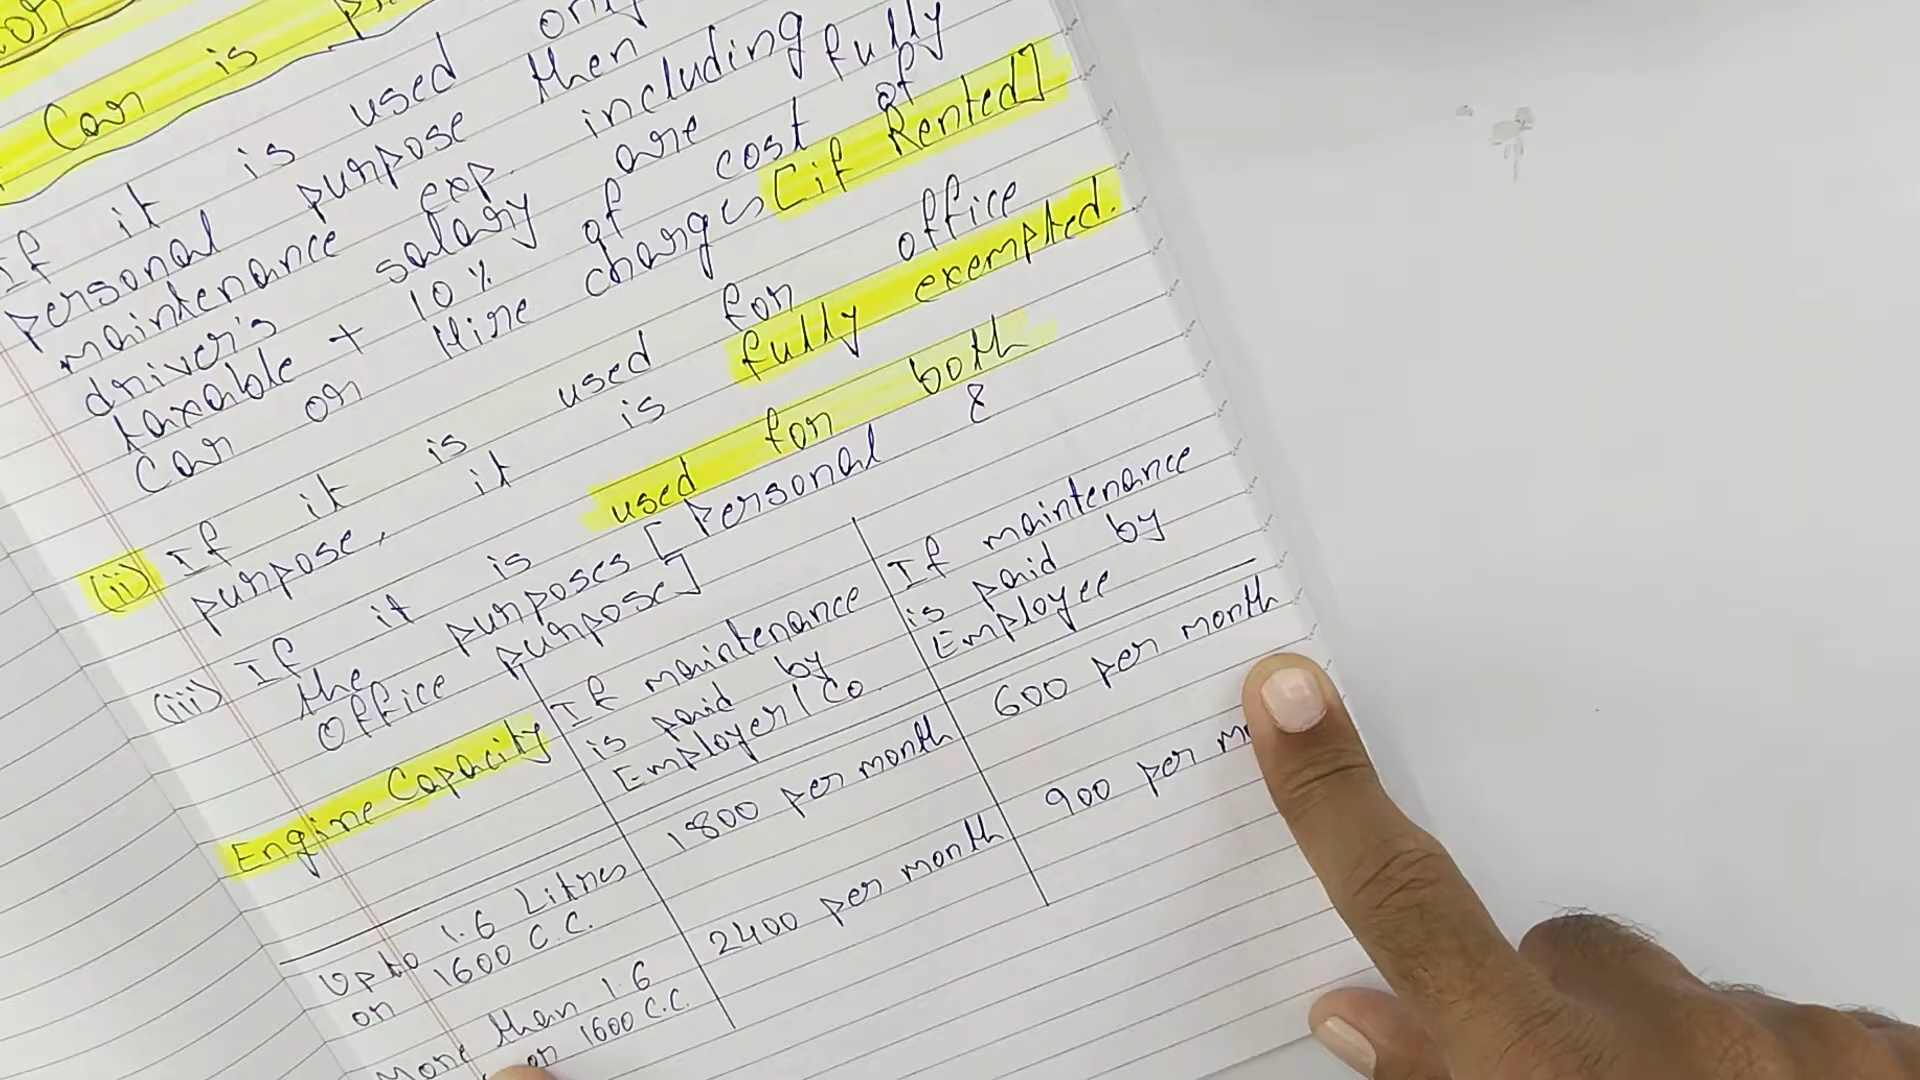 Car is
If it is used only
personal purpose then
maintenance exp. including fully
driver's salary are of
taxable + 10% of cost of
Car or Hire charges [if Rented]
(ii) If it is used for office
purpose, it is fully exempted.
(iii) If it is used for both
the purposes [Personal &
Office purpose]
Engine Capacity
If maintenance
is paid by
Employer/Co.
If maintenance
is paid by
Employee
Upto 1.6 Litres
or 1600 C.C.
1800 per month
600 per month
More than 1.6
or 1600 C.C.
2400 per month
900 per